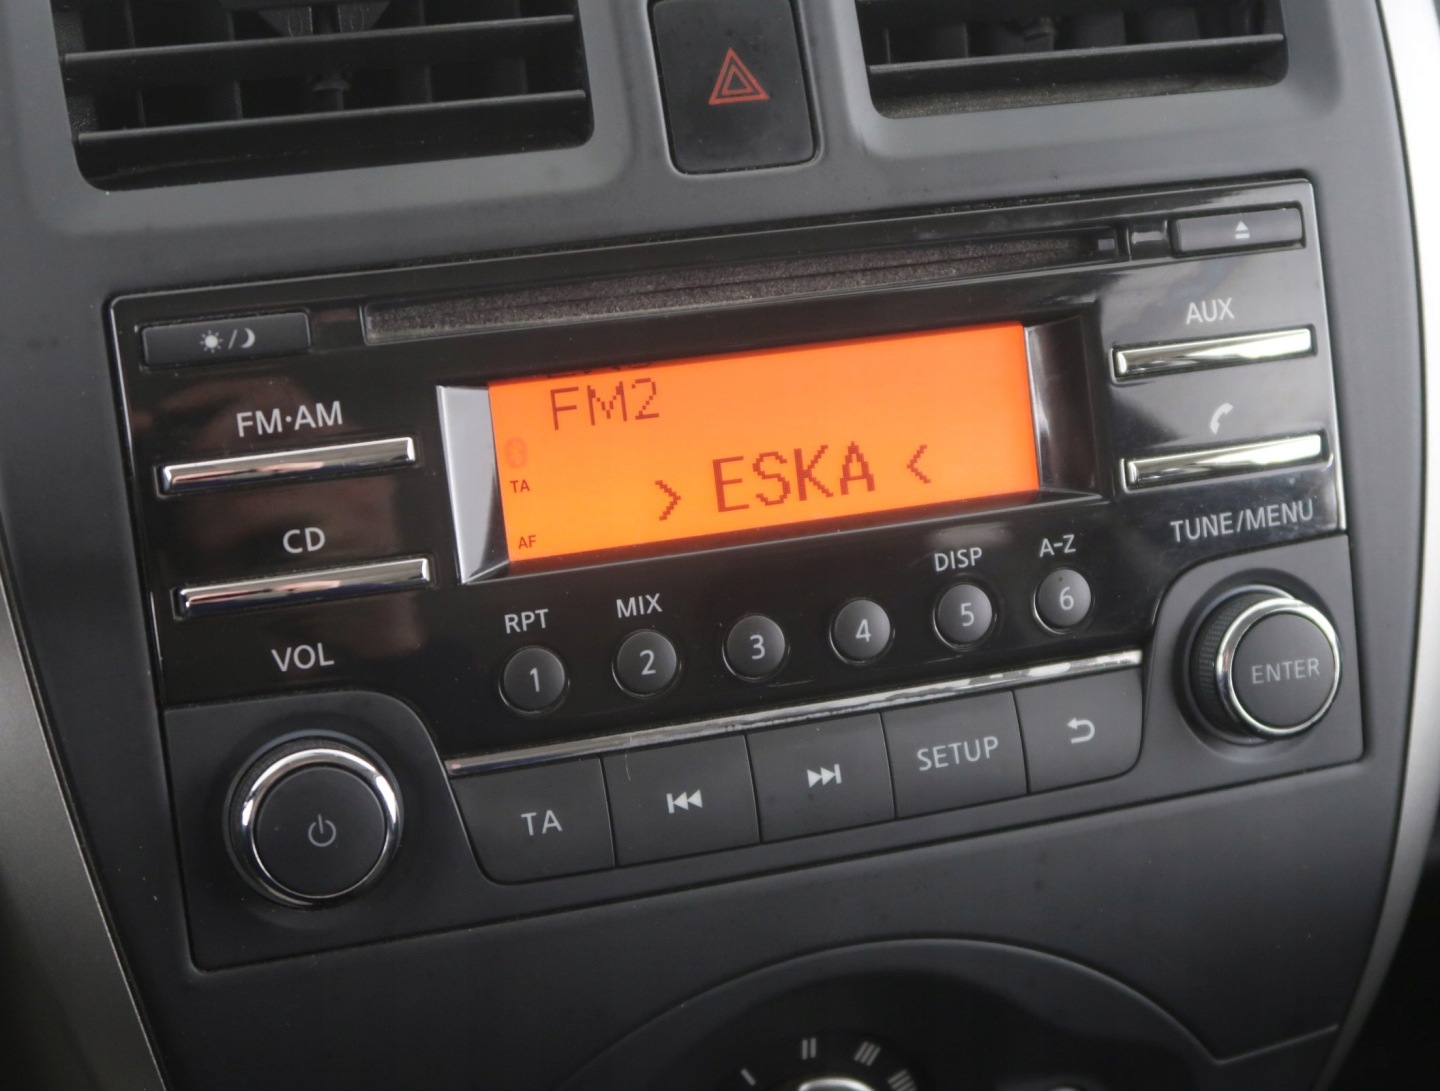 AUX
FM·AM
FM2
TA
> ESKA <
AF
CD
TUNE/MENU
RPT
MIX
DISP
A-Z
1
2
3
4
5
6
VOL
ENTER
TA
SETUP